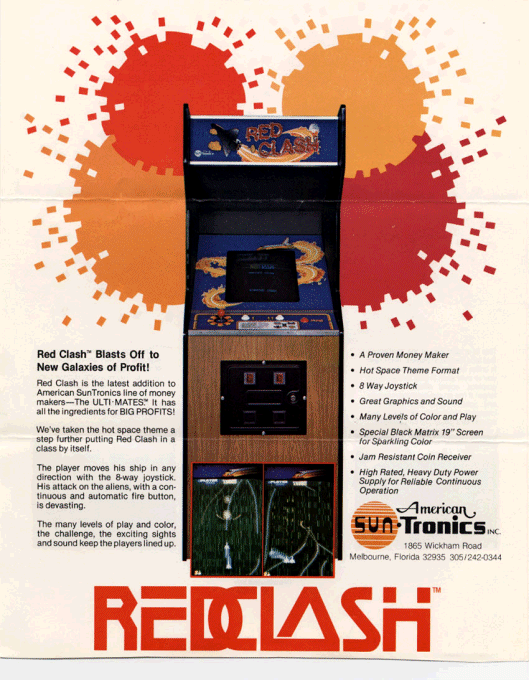 RED
CLASH
Red Clash™ Blasts Off to
New Galaxies of Profit!
Red Clash is the latest addition to
American SunTronics line of money
makers—The ULTI-MATES.™ It has
all the ingredients for BIG PROFITS!
We've taken the hot space theme a
step further putting Red Clash in a
class by itself.
The player moves his ship in any
direction with the 8-way joystick.
His attack on the aliens, with a con-
tinuous and automatic fire button,
is devasting.
The many levels of play and color,
the challenge, the exciting sights
and sound keep the players lined up.
• A Proven Money Maker
• Hot Space Theme Format
• 8 Way Joystick
• Great Graphics and Sound
• Many Levels of Color and Play
• Special Black Matrix 19" Screen
for Sparkling Color
• Jam Resistant Coin Receiver
• High Rated, Heavy Duty Power
Supply for Reliable Continuous
Operation
American
SUN·Tronics INC.
1865 Wickham Road
Melbourne, Florida 32935 305/242-0344
REDCLASH™